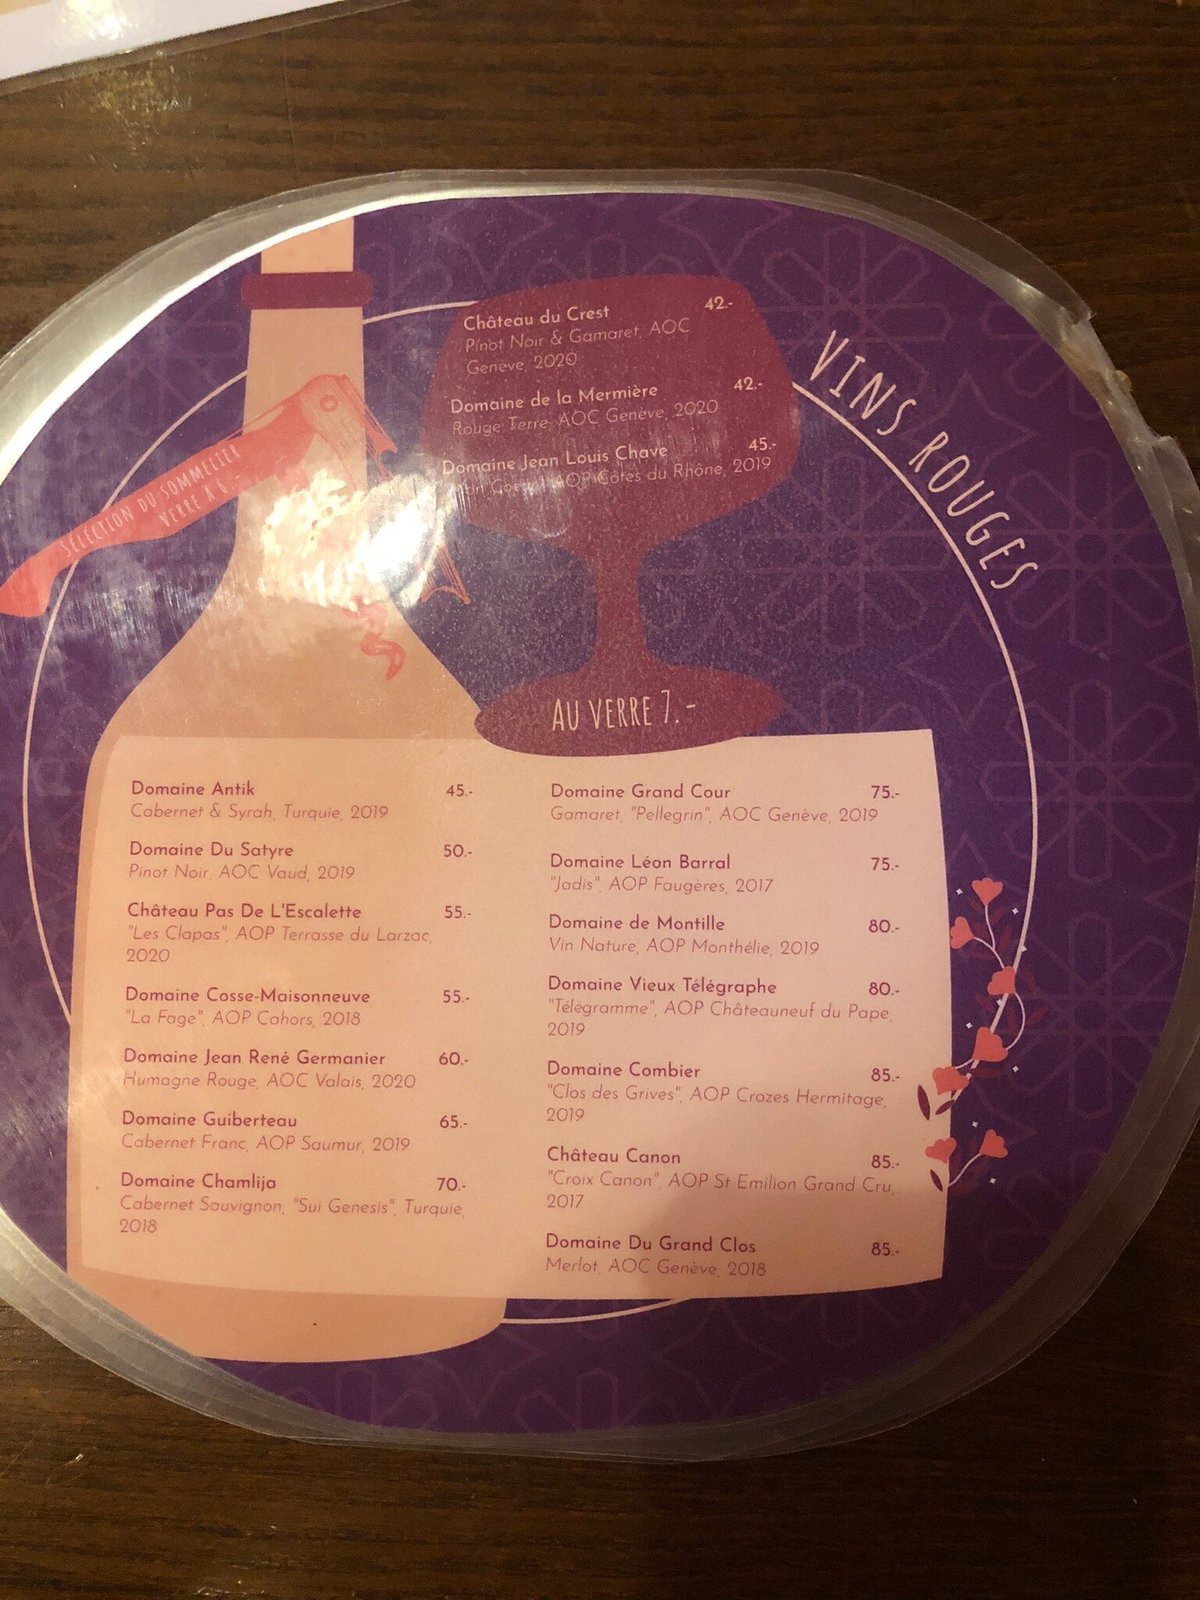 VINS ROUGES
SÉLECTION DU SOMMELIER
VERRE À 6.-
Château du Crest 42.-
Pinot Noir & Gamaret, AOC
Genève, 2020
Domaine de la Mermière 42.-
Rouge Terre, AOC Genève, 2020
Domaine Jean Louis Chave 45.-
AOP Côtes du Rhône, 2019
AU VERRE 7.-
Domaine Antik 45.-
Cabernet & Syrah, Turquie, 2019
Domaine Du Satyre 50.-
Pinot Noir, AOC Vaud, 2019
Château Pas De L'Escalette 55.-
"Les Clapas", AOP Terrasse du Larzac,
2020
Domaine Cosse-Maisonneuve 55.-
"La Fage", AOP Cahors, 2018
Domaine Jean René Germanier 60.-
Humagne Rouge, AOC Valais, 2020
Domaine Guiberteau 65.-
Cabernet Franc, AOP Saumur, 2019
Domaine Chamlija 70.-
Cabernet Sauvignon, "Sui Genesis", Turquie,
2018
Domaine Grand Cour 75.-
Gamaret, "Pellegrin", AOC Genève, 2019
Domaine Léon Barral 75.-
"Jadis", AOP Faugères, 2017
Domaine de Montille 80.-
Vin Nature, AOP Monthélie, 2019
Domaine Vieux Télégraphe 80.-
"Télégramme", AOP Châteauneuf du Pape,
2019
Domaine Combier 85.-
"Clos des Grives", AOP Crozes Hermitage,
2019
Château Canon 85.-
"Croix Canon", AOP St Emilion Grand Cru,
2017
Domaine Du Grand Clos 85.-
Merlot, AOC Genève, 2018